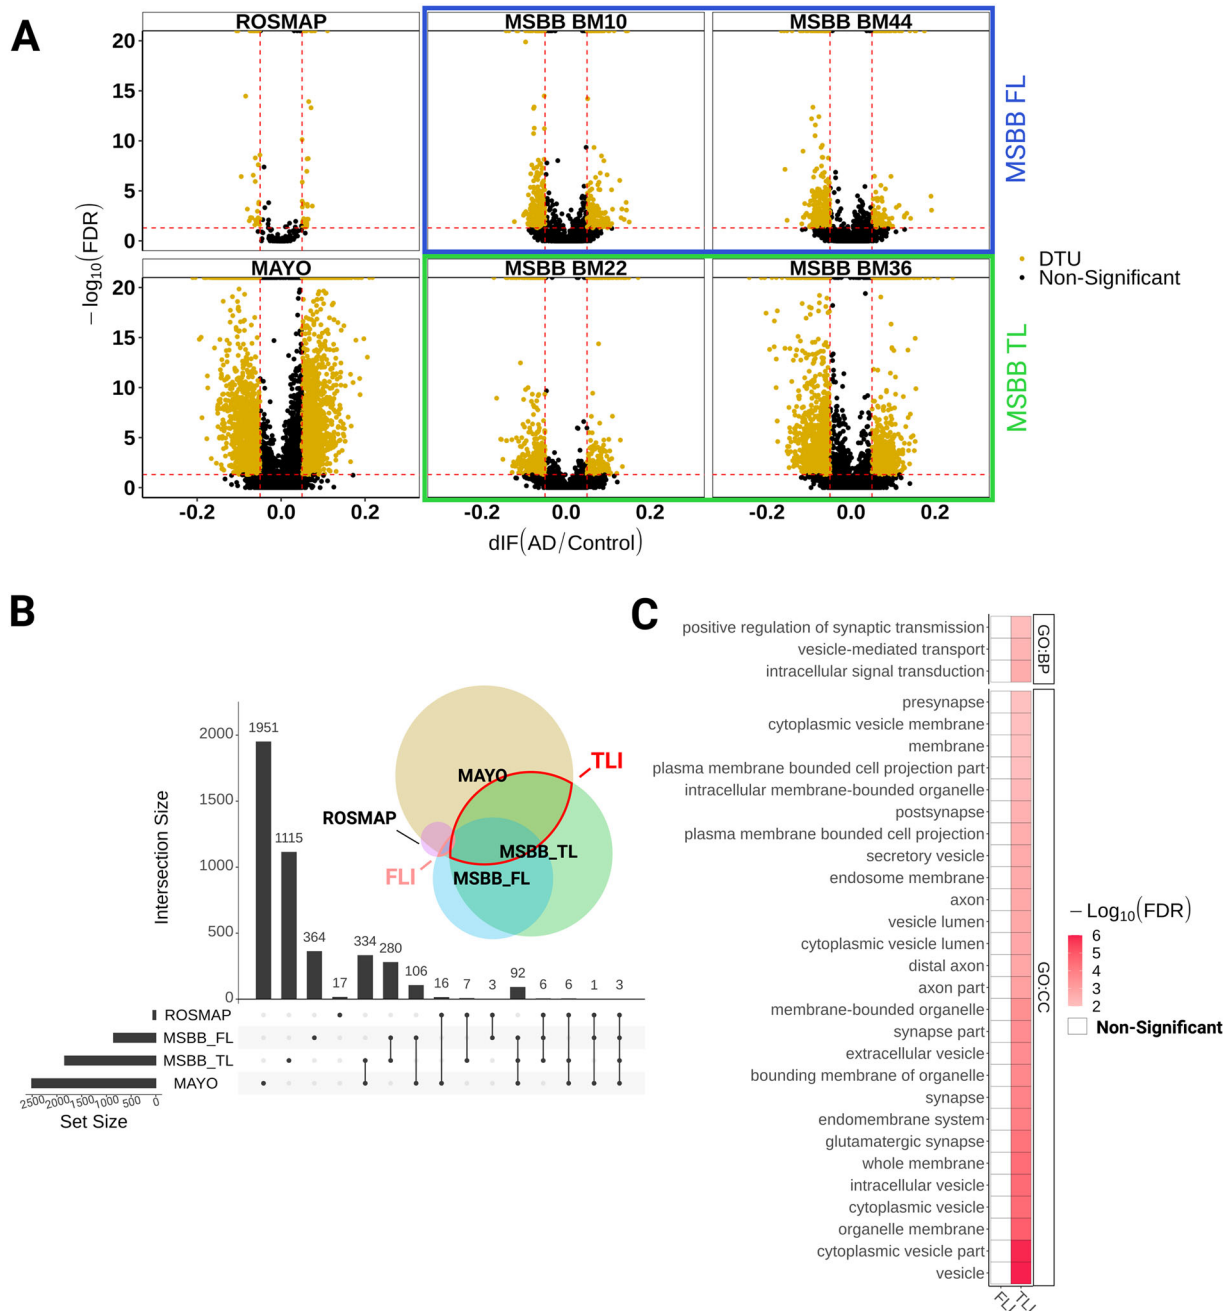 A
ROSMAP
MSBB BM10
MSBB BM44
20
15
10
5
0
MSBB FL
MAYO
MSBB BM22
MSBB BM36
20
15
10
5
0
MSBB TL
− log10(FDR)
DTU
Non-Significant
-0.2 0.0 0.2
-0.2 0.0 0.2
-0.2 0.0 0.2
dIF(AD/Control)
B
Intersection Size
2000
1500
1000
500
0
1951
1115
364
17
334
280
106
16
7
3
92
6
6
1
3
MAYO
TLI
ROSMAP
MSBB_TL
FLI
MSBB_FL
ROSMAP
MSBB_FL
MSBB_TL
MAYO
2500 2000 1500 1000 500 0
Set Size
C
positive regulation of synaptic transmission
vesicle-mediated transport
intracellular signal transduction
GO:BP
presynapse
cytoplasmic vesicle membrane
membrane
plasma membrane bounded cell projection part
intracellular membrane-bounded organelle
postsynapse
plasma membrane bounded cell projection
secretory vesicle
endosome membrane
axon
vesicle lumen
cytoplasmic vesicle lumen
distal axon
axon part
membrane-bounded organelle
synapse part
extracellular vesicle
bounding membrane of organelle
synapse
endomembrane system
glutamatergic synapse
whole membrane
intracellular vesicle
cytoplasmic vesicle
organelle membrane
cytoplasmic vesicle part
vesicle
GO:CC
FLI
TLI
− Log10(FDR)
6
5
4
3
2
Non-Significant